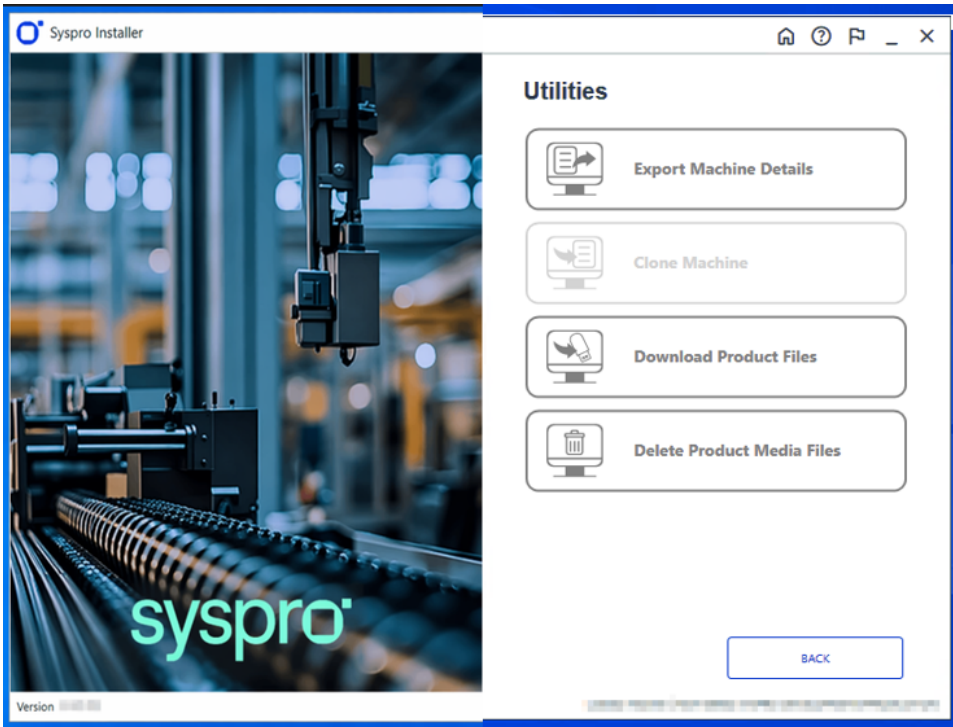 Syspro Installer
Utilities
Export Machine Details
Clone Machine
Download Product Files
Delete Product Media Files
syspro
BACK
Version